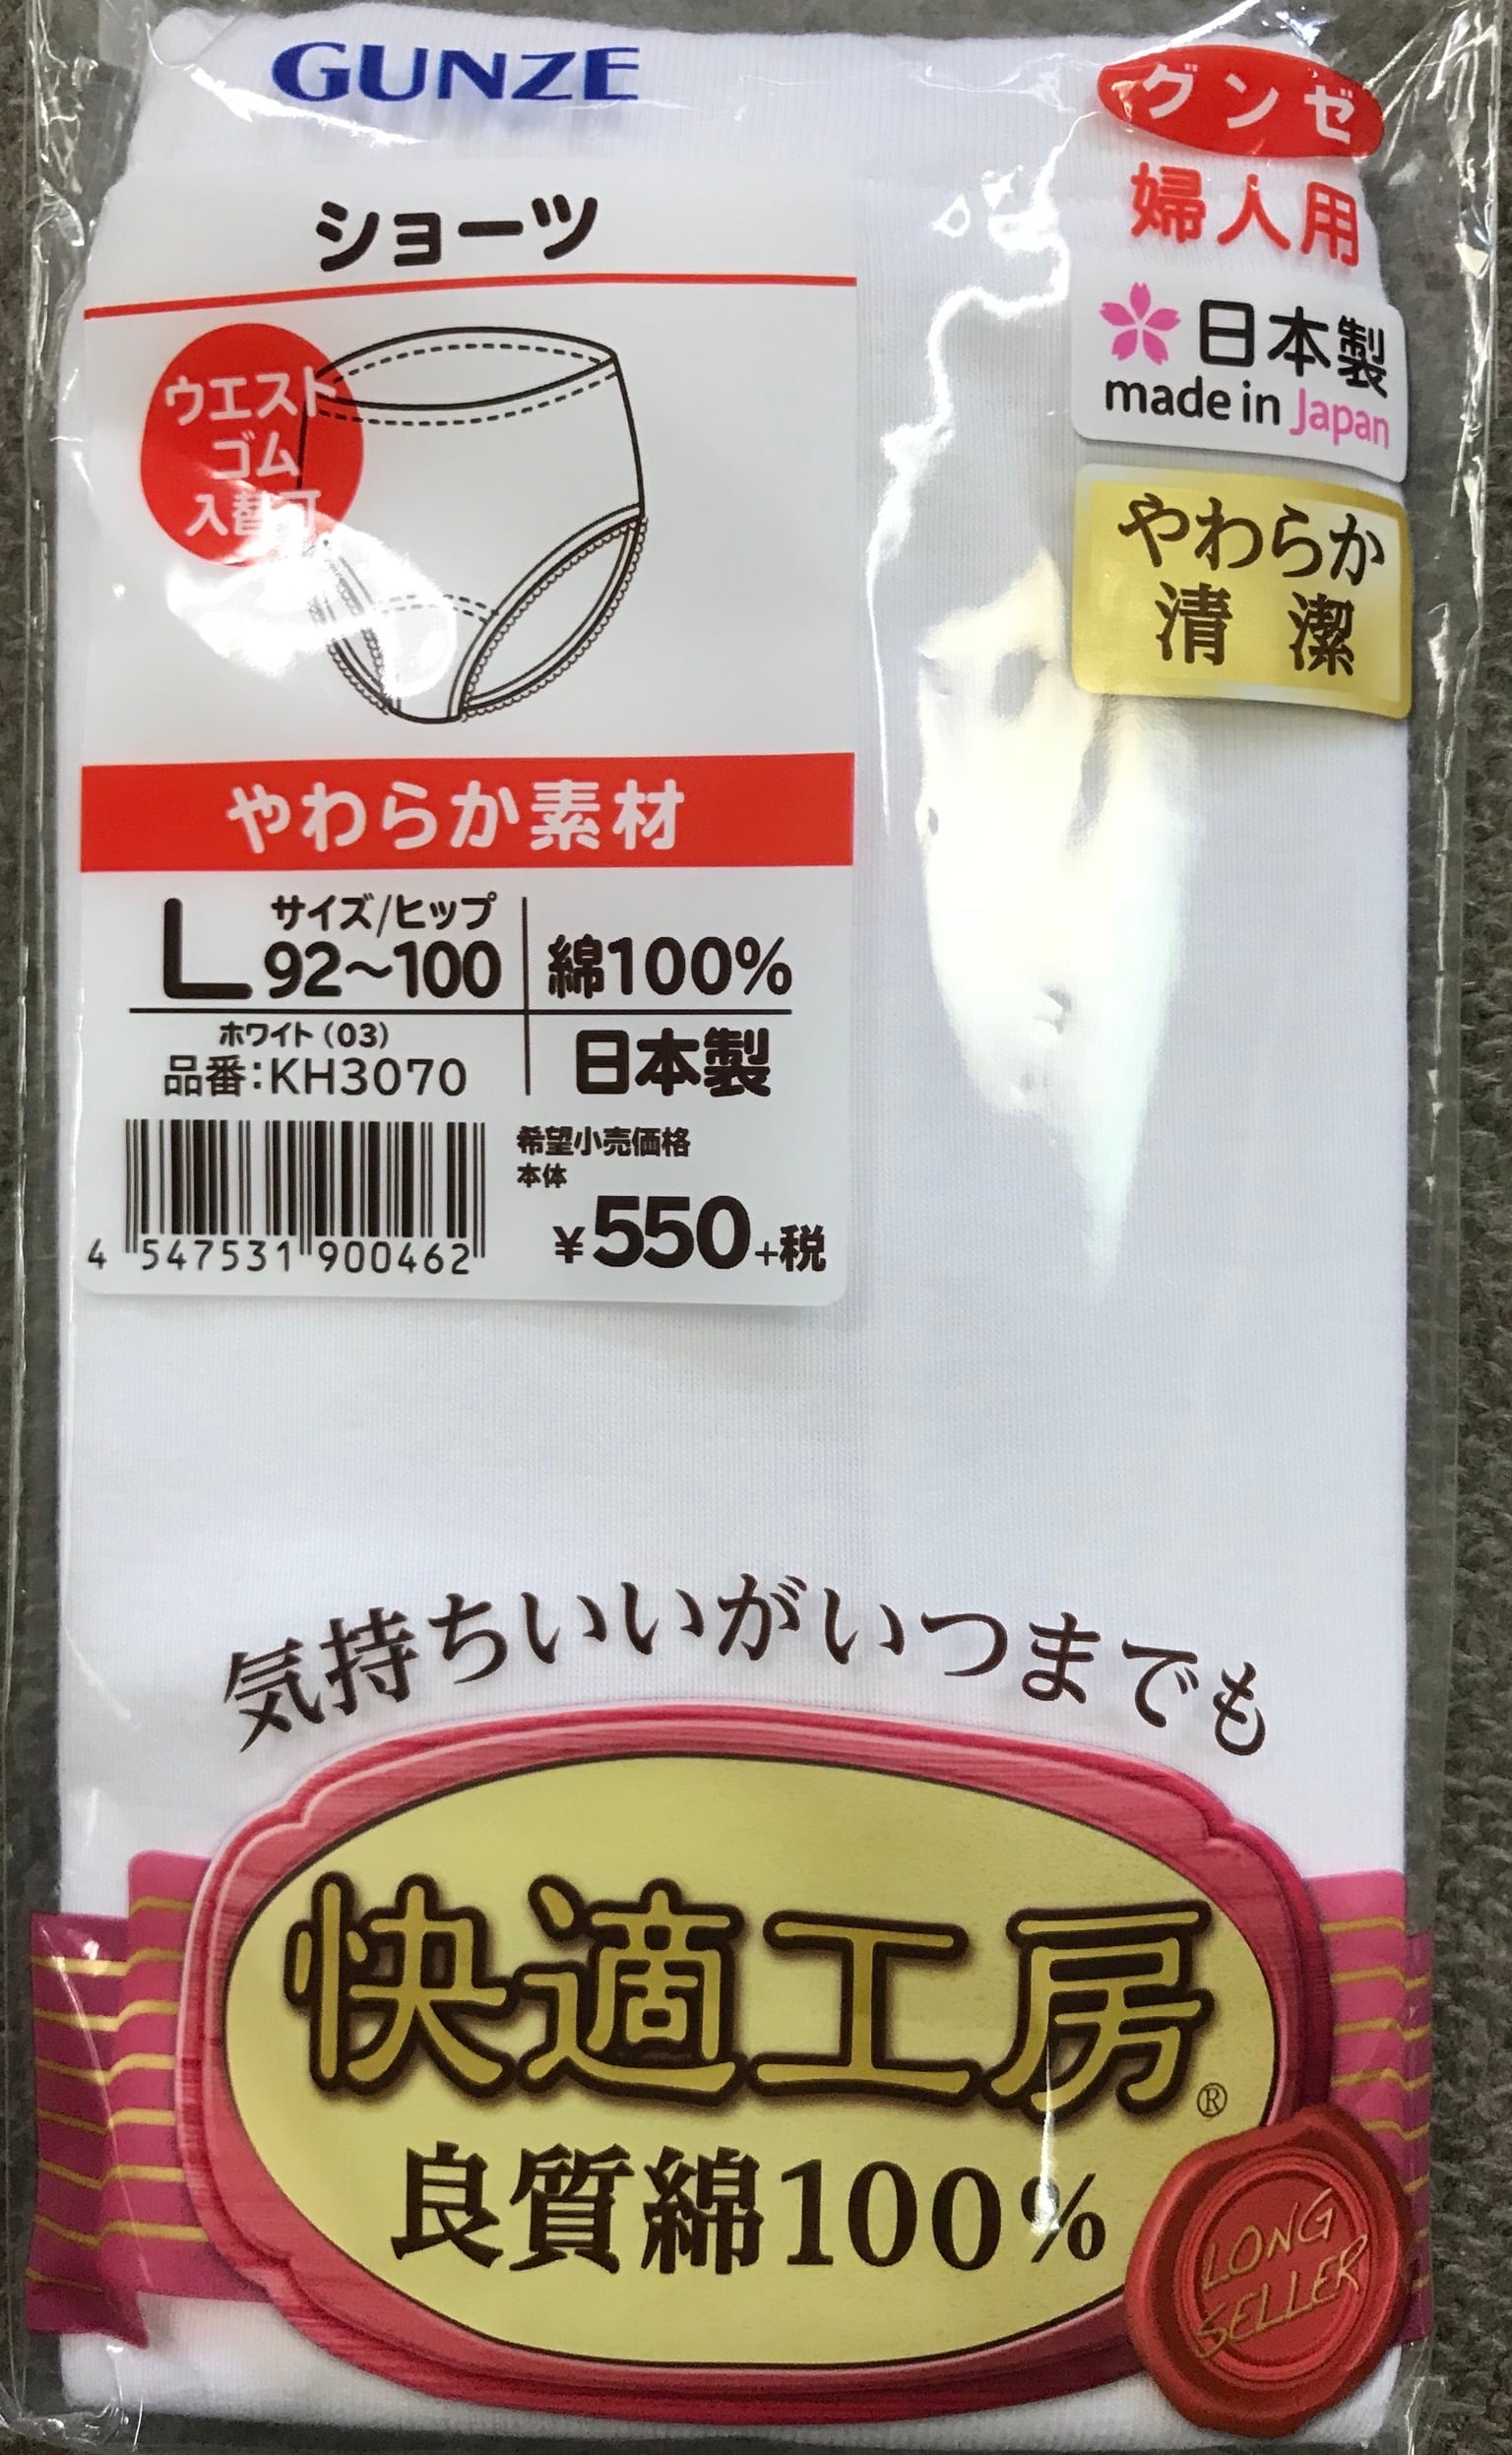 GUNZE
グンゼ
婦人用
日本製
made in Japan
やわらか
清潔
ショーツ
ウエスト
ゴム
入替可
やわらか素材
サイズ/ヒップ
L 92～100
綿100%
ホワイト（03）
品番:KH3070
日本製
希望小売価格
本体
¥550+税
4 547531 900462
気持ちいいがいつまでも
快適工房®
良質綿100%
LONG
SELLER